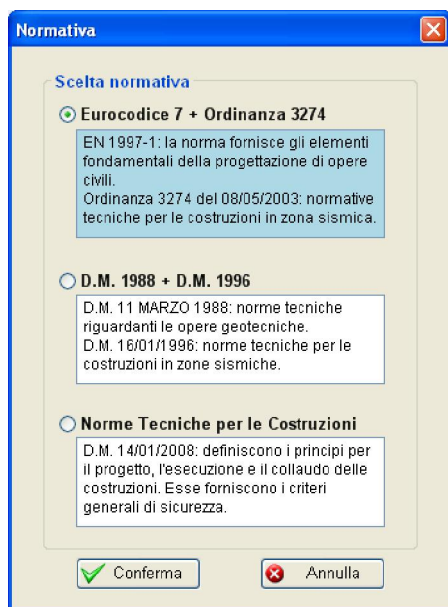 Normativa
Scelta normativa
Eurocodice 7 + Ordinanza 3274
EN 1997-1: la norma fornisce gli elementi
fondamentali della progettazione di opere
civili.
Ordinanza 3274 del 08/05/2003: normative
tecniche per le costruzioni in zona sismica.
D.M. 1988 + D.M. 1996
D.M. 11 MARZO 1988: norme tecniche
riguardanti le opere geotecniche.
D.M. 16/01/1996: norme tecniche per le
costruzioni in zone sismiche.
Norme Tecniche per le Costruzioni
D.M. 14/01/2008: definiscono i principi per
il progetto, l'esecuzione e il collaudo delle
costruzioni. Esse forniscono i criteri
generali di sicurezza.
Conferma
Annulla